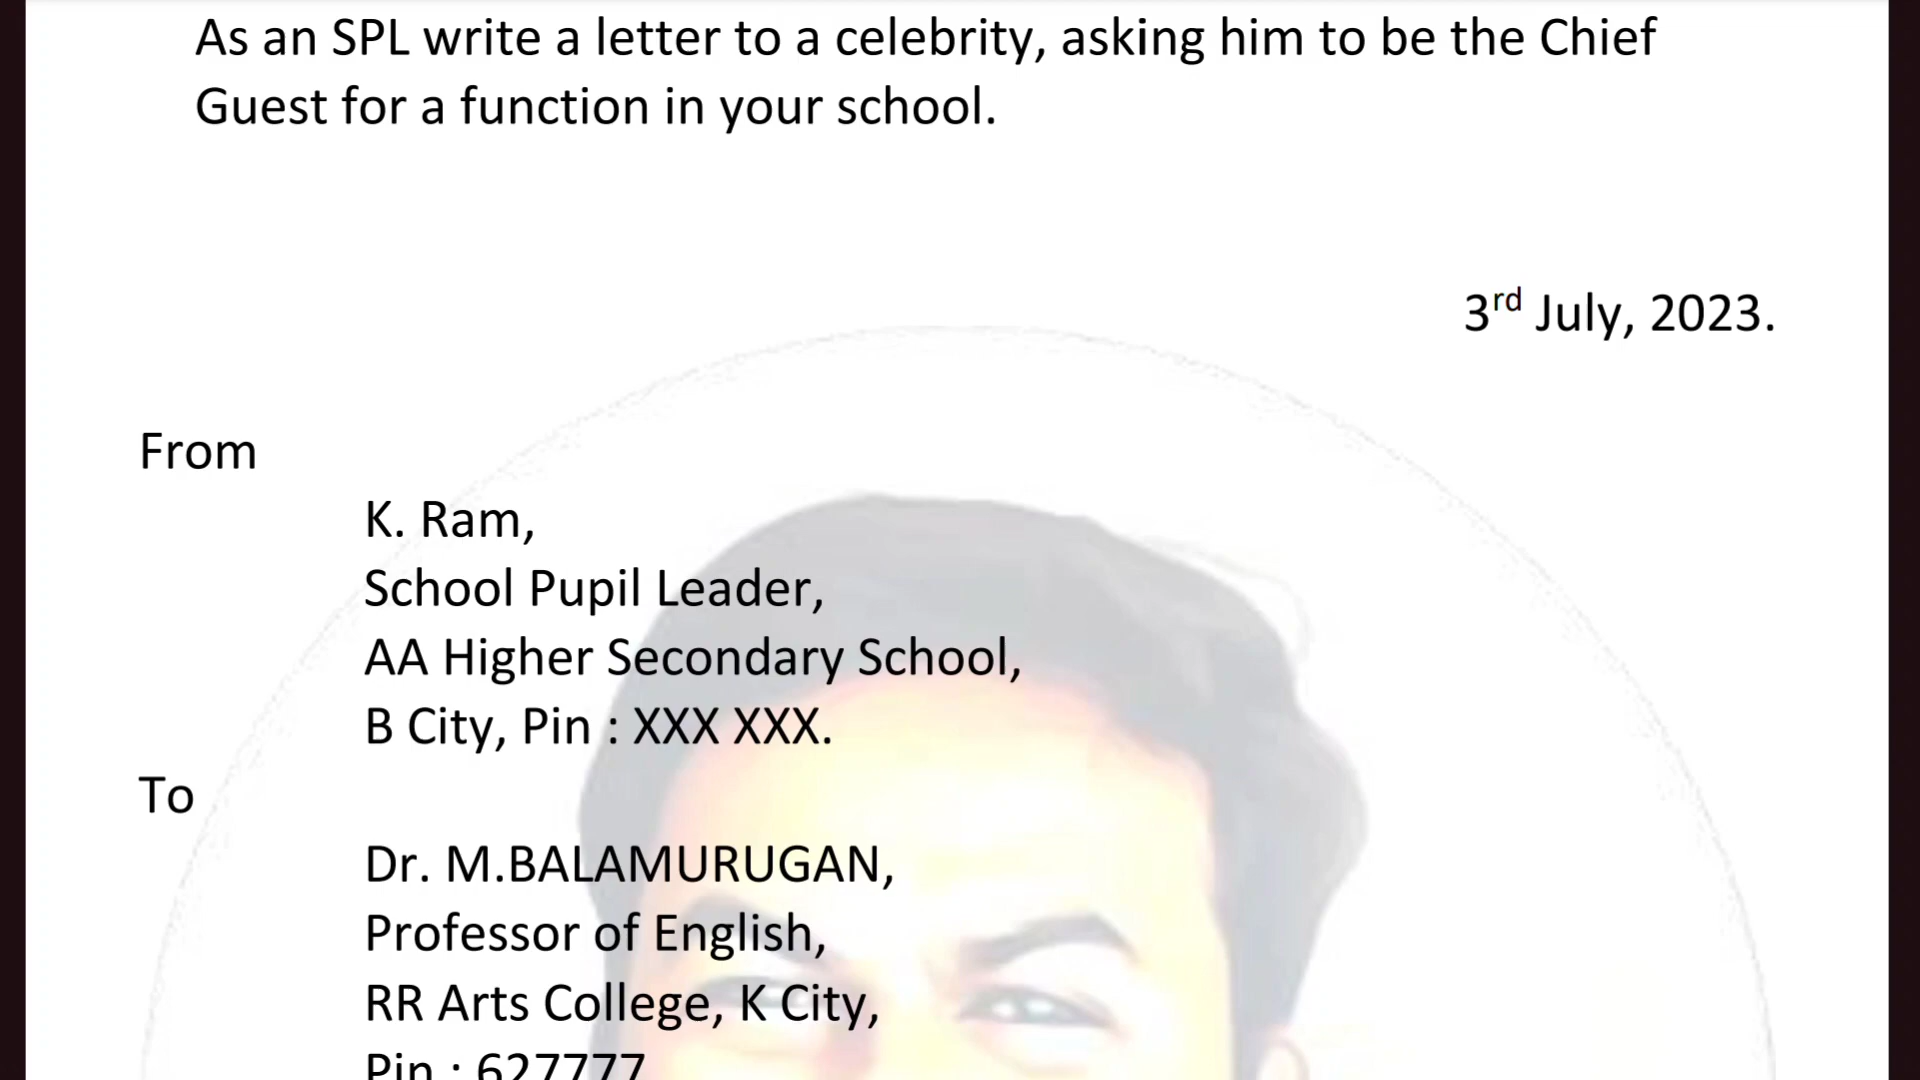 As an SPL write a letter to a celebrity, asking him to be the Chief
Guest for a function in your school.
3rd July, 2023.
From
K. Ram,
School Pupil Leader,
AA Higher Secondary School,
B City, Pin : XXX XXX.
To
Dr. M.BALAMURUGAN,
Professor of English,
RR Arts College, K City,
Pin : 627777